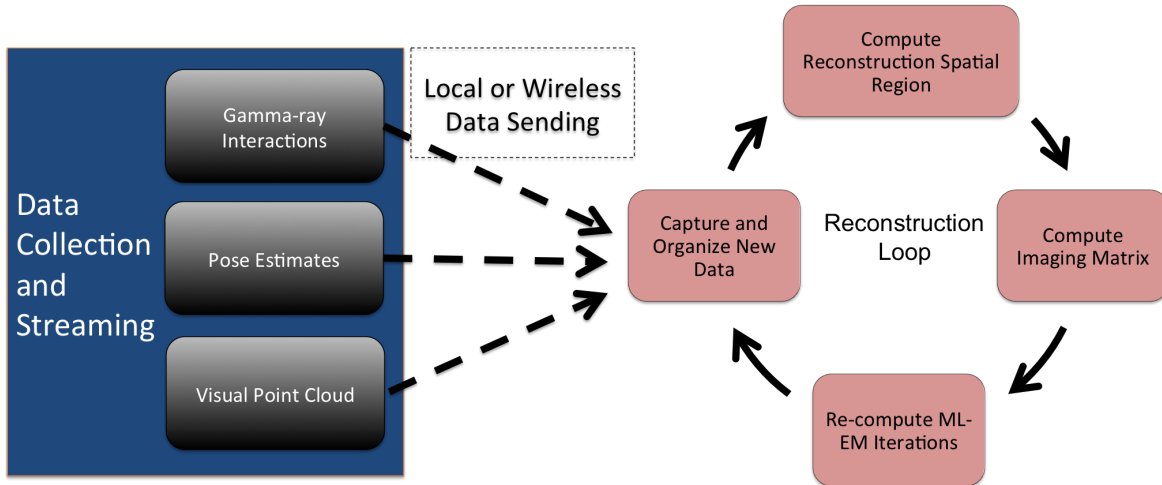 Data
Collection
and
Streaming
Gamma-ray
Interactions
Pose Estimates
Visual Point Cloud
Local or Wireless
Data Sending
Capture and
Organize New
Data
Compute
Reconstruction Spatial
Region
Compute
Imaging Matrix
Re-compute ML-
EM Iterations
Reconstruction
Loop